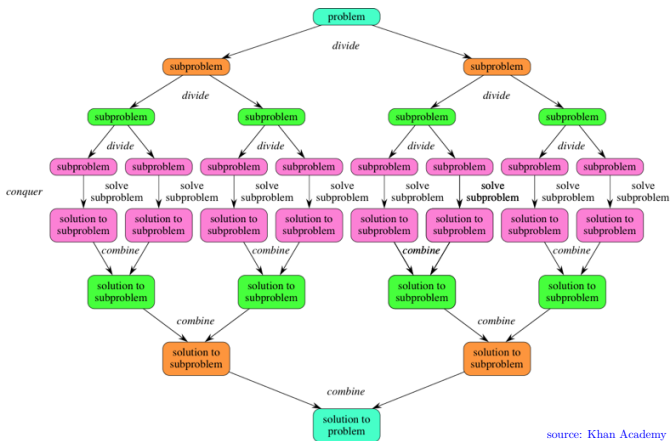 problem
divide
subproblem
subproblem
divide
divide
subproblem
subproblem
subproblem
subproblem
divide
divide
divide
divide
subproblem
subproblem
subproblem
subproblem
subproblem
subproblem
subproblem
subproblem
conquer
solve
subproblem
solve
subproblem
solve
subproblem
solve
subproblem
solve
subproblem
solve
subproblem
solve
subproblem
solve
subproblem
solution to
subproblem
solution to
subproblem
solution to
subproblem
solution to
subproblem
solution to
subproblem
solution to
subproblem
solution to
subproblem
solution to
subproblem
combine
combine
combine
combine
solution to
subproblem
solution to
subproblem
solution to
subproblem
solution to
subproblem
combine
combine
solution to
subproblem
solution to
subproblem
combine
solution to
problem
source: Khan Academy